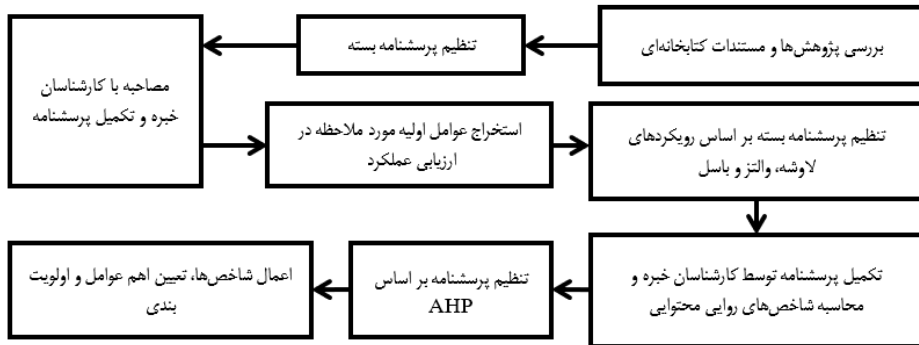 بررسی پژوهش‌ها و مستندات کتابخانه‌ای
تنظیم پرسشنامه بسته
مصاحبه با کارشناسان
خبره و تکمیل پرسشنامه
استخراج عوامل اولیه مورد ملاحظه در
ارزیابی عملکرد
تنظیم پرسشنامه بسته بر اساس رویکردهای
لاوشه، والتز و باسل
تکمیل پرسشنامه توسط کارشناسان خبره و
محاسبه شاخص‌های روایی محتوایی
تنظیم پرسشنامه بر اساس
AHP
اعمال شاخص‌ها، تعیین اهم عوامل و اولویت
بندی